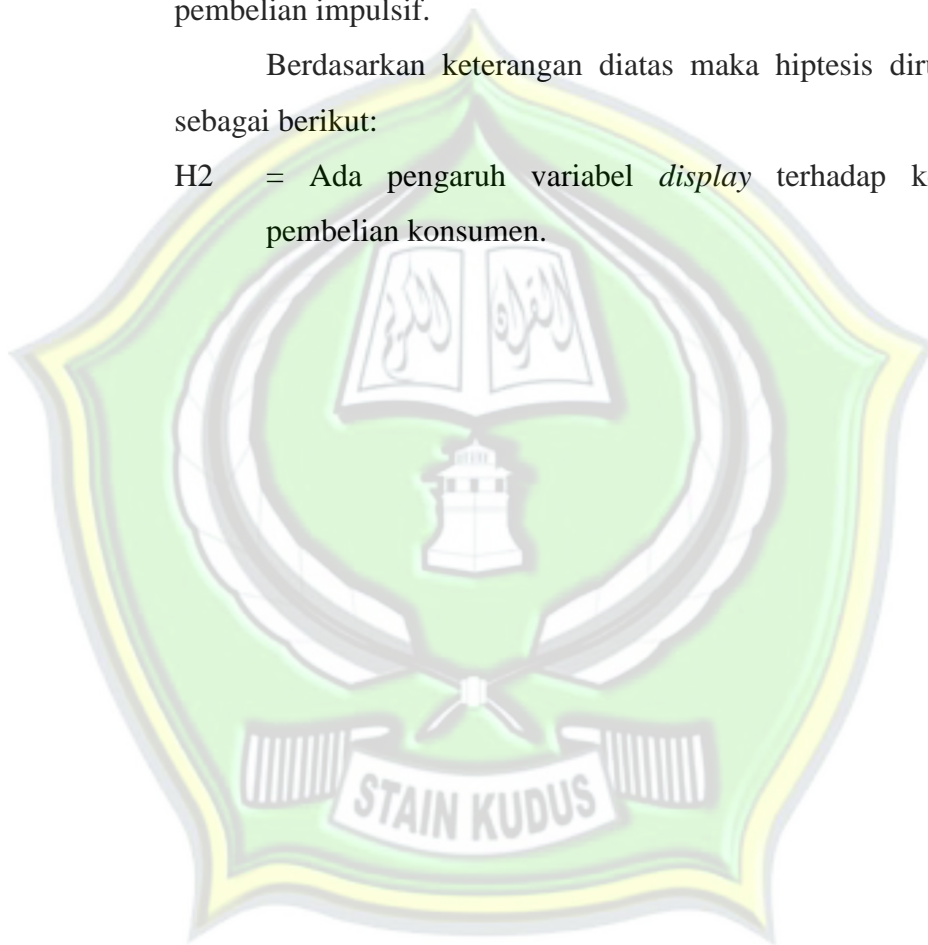 pembelian impulsif.
Berdasarkan keterangan diatas maka hiptesis
sebagai berikut:
H2 = Ada pengaruh variabel display terhadap
pembelian konsumen.
STAIN KUDUS